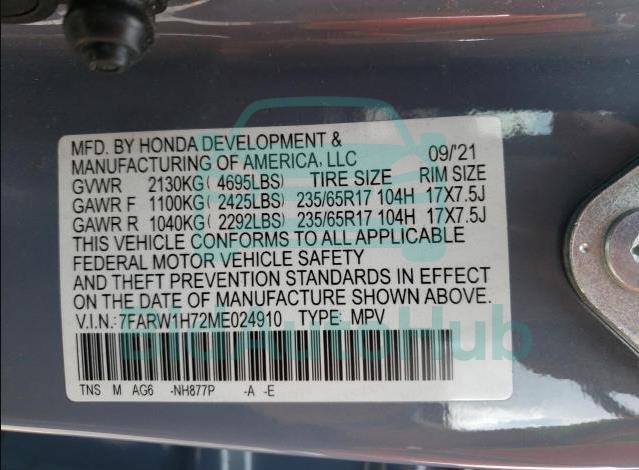 MFD. BY HONDA DEVELOPMENT &
MANUFACTURING OF AMERICA, LLC 09/'21
GVWR 2130KG( 4695LBS) TIRE SIZE RIM SIZE
GAWR F 1100KG( 2425LBS) 235/65R17 104H 17X7.5J
GAWR R 1040KG( 2292LBS) 235/65R17 104H 17X7.5J
THIS VEHICLE CONFORMS TO ALL APPLICABLE
FEDERAL MOTOR VEHICLE SAFETY
AND THEFT PREVENTION STANDARDS IN EFFECT
ON THE DATE OF MANUFACTURE SHOWN ABOVE.
V.I.N.: 7FARW1H72ME024910 TYPE: MPV
BidAutoHub
TNS M AG6 -NH877P -A -E